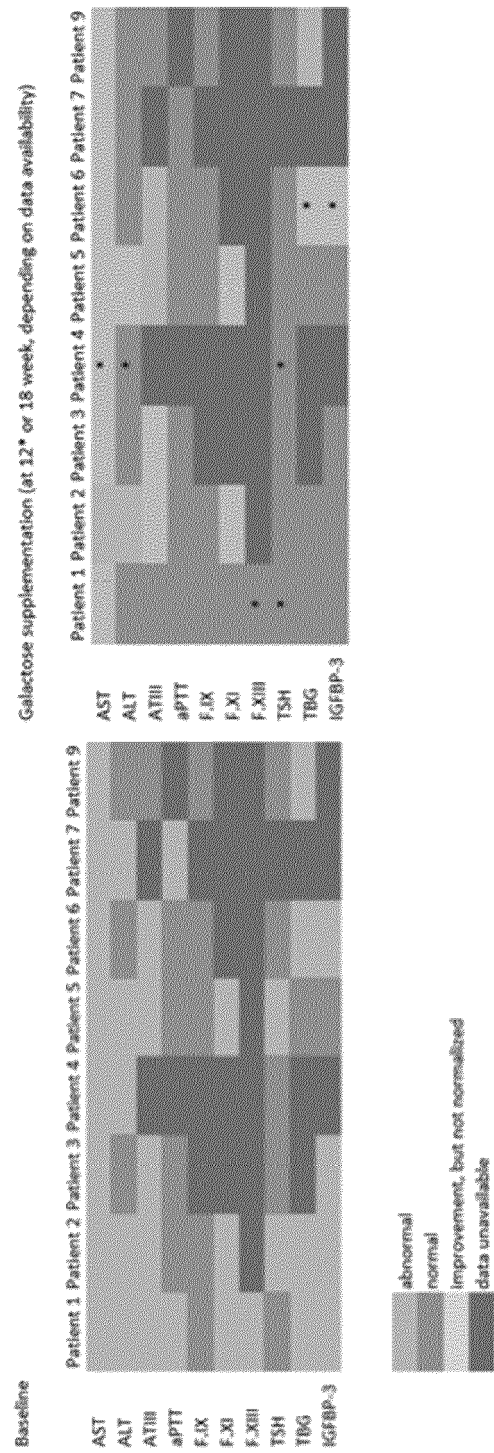 Baseline
Patient 1 Patient 2 Patient 3 Patient 4 Patient 5 Patient 6 Patient 7 Patient 9
AST
ALT
ATIII
aPTT
F.IX
F.XI
F.XIII
TSH
TBG
IGFBP-3
abnormal
normal
Improvement, but not normalized
data unavailable
Galactose supplementation (at 12* or 18 week, depending on data availability)
Patient 1 Patient 2 Patient 3 Patient 4 Patient 5 Patient 6 Patient 7 Patient 9
AST
ALT
ATIII
aPTT
F.IX
F.XI
F.XIII
TSH
TBG
IGFBP-3